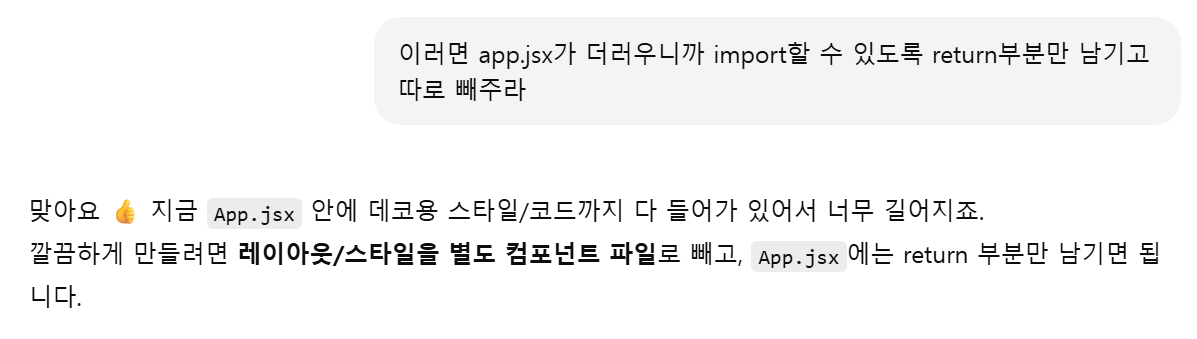 이러면 app.jsx가 더러우니까 import할 수 있도록 return부분만 남기고
따로 빼주라
맞아요 👍 지금 App.jsx 안에 데코용 스타일/코드까지 다 들어가 있어서 너무 길어지죠.
깔끔하게 만들려면 레이아웃/스타일을 별도 컴포넌트 파일로 빼고, App.jsx에는 return 부분만 남기면 됩
니다.